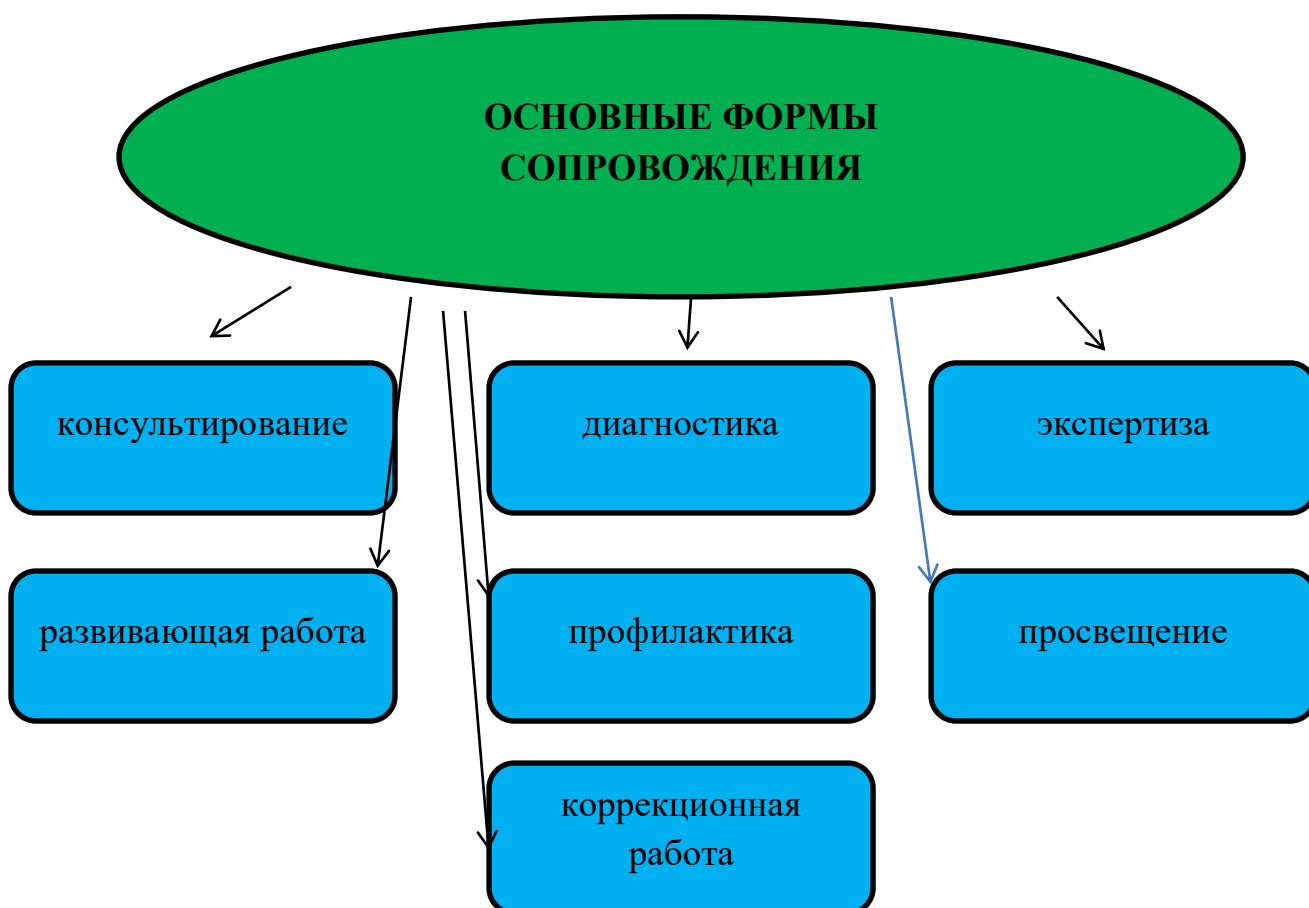 ОСНОВНЫЕ ФОРМЫ
СОПРОВОЖДЕНИЯ
консультирование
диагностика
экспертиза
развивающая работа
профилактика
просвещение
коррекционная
работа